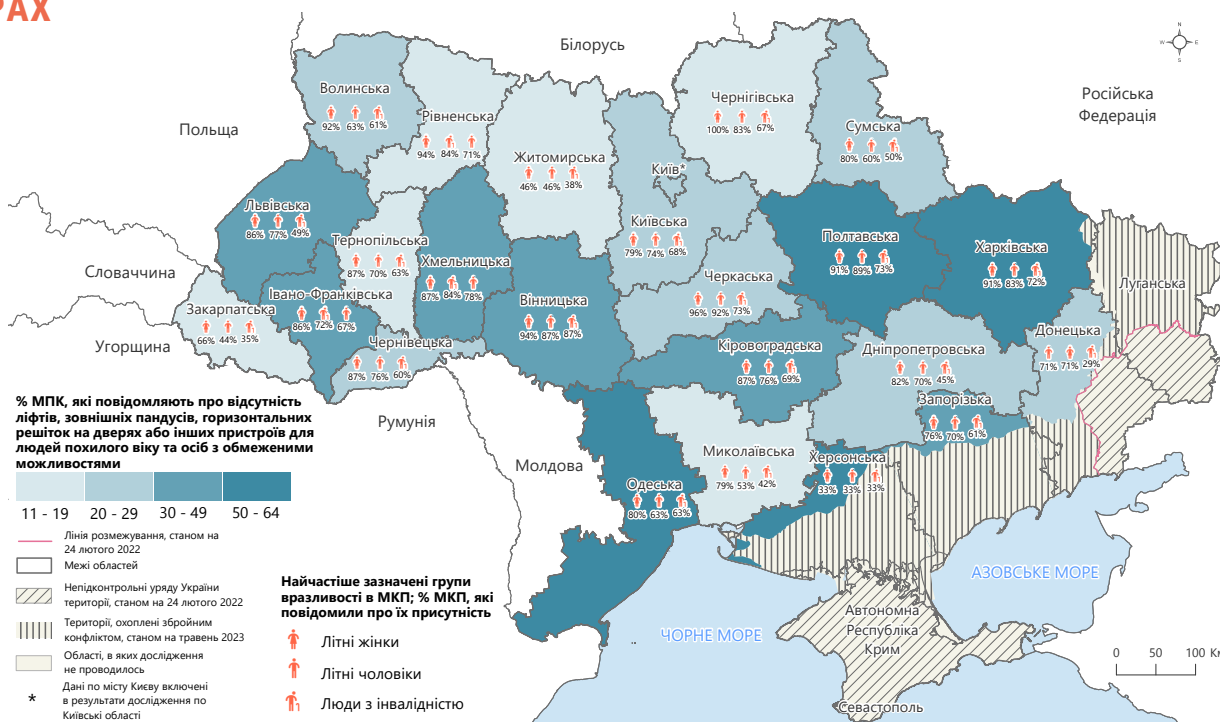 РАХ
Білорусь
Російська
Федерація
Польща
Словаччина
Угорщина
Румунія
Молдова
Волинська
92% 63% 61%
Рівненська
94% 84% 71%
Житомирська
46% 46% 38%
Чернігівська
100% 83% 67%
Сумська
80% 60% 50%
Київ*
Київська
79% 74% 68%
Львівська
86% 77% 49%
Тернопільська
87% 70% 63%
Хмельницька
87% 84% 78%
Полтавська
91% 89% 73%
Харківська
91% 83% 72%
Луганська
Черкаська
96% 92% 73%
Закарпатська
66% 44% 35%
Івано-Франківська
86% 72% 67%
Чернівецька
87% 76% 60%
Вінницька
94% 87% 87%
Кіровоградська
87% 76% 69%
Дніпропетровська
82% 70% 45%
Донецька
71% 71% 29%
Запорізька
76% 70% 61%
Миколаївська
79% 53% 42%
Херсонська
33% 33% 33%
Одеська
80% 63% 63%
АЗОВСЬКЕ МОРЕ
ЧОРНЕ МОРЕ
Автономна
Республіка
Крим
Севастополь
N
W E
S
0 50 100 Км
% МПК, які повідомляють про відсутність
ліфтів, зовнішніх пандусів, горизонтальних
решіток на дверях або інших пристроїв для
людей похилого віку та осіб з обмеженими
можливостями
11 - 19 20 - 29 30 - 49 50 - 64
Лінія розмежування, станом на
24 лютого 2022
Межі областей
Непідконтрольні уряду України
території, станом на 24 лютого 2022
Території, охоплені збройним
конфліктом, станом на травень 2023
Області, в яких дослідження
не проводилось
* Дані по місту Києву включені
в результати дослідження по
Київські області
Найчастіше зазначені групи
вразливості в МКП; % МКП, які
повідомили про їх присутність
Літні жінки
Літні чоловіки
Люди з інвалідністю